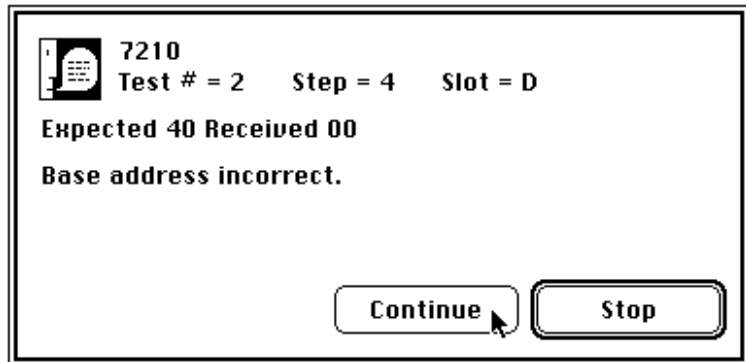 7210
Test # = 2 Step = 4 Slot = D
Expected 40 Received 00
Base address incorrect.
Continue Stop